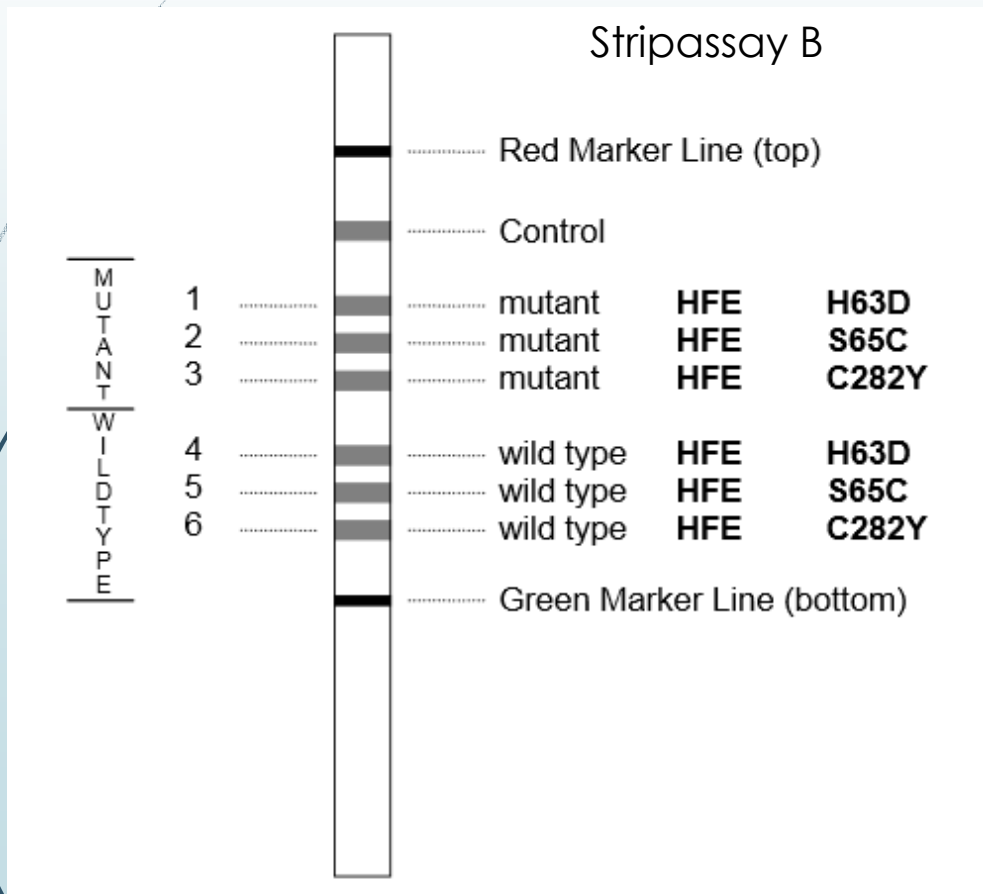 Stripassay B
Red Marker Line (top)
Control
MUTANT
1 mutant HFE H63D
2 mutant HFE S65C
3 mutant HFE C282Y
WILDTYPE
4 wild type HFE H63D
5 wild type HFE S65C
6 wild type HFE C282Y
Green Marker Line (bottom)